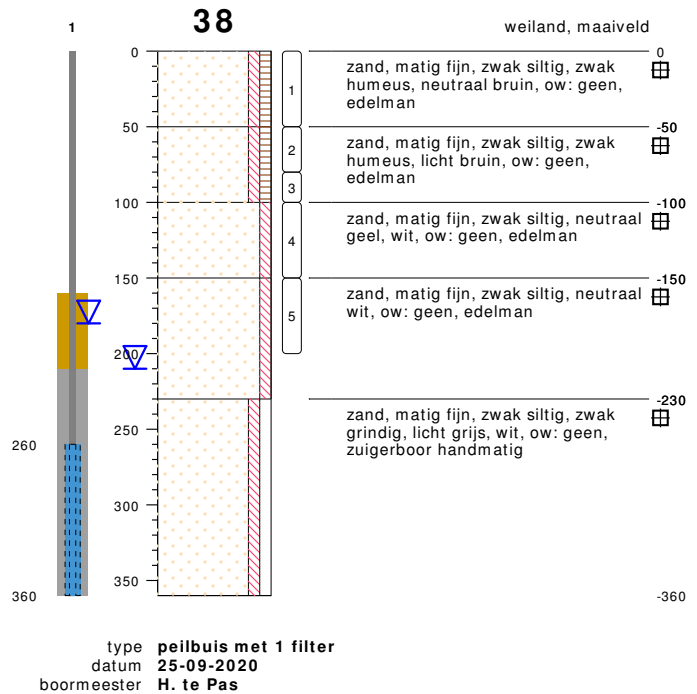 1
38
weiland, maaiveld
0
0
zand, matig fijn, zwak siltig, zwak
humeus, neutraal bruin, ow: geen,
edelman
1
50
-50
zand, matig fijn, zwak siltig, zwak
humeus, licht bruin, ow: geen,
edelman
2
3
100
-100
zand, matig fijn, zwak siltig, neutraal
geel, wit, ow: geen, edelman
4
150
-150
zand, matig fijn, zwak siltig, neutraal
wit, ow: geen, edelman
5
200
-230
zand, matig fijn, zwak siltig, zwak
grindig, licht grijs, wit, ow: geen,
zuigerboor handmatig
250
260
300
350
360
-360
type peilbuis met 1 filter
datum 25-09-2020
boormeester H. te Pas